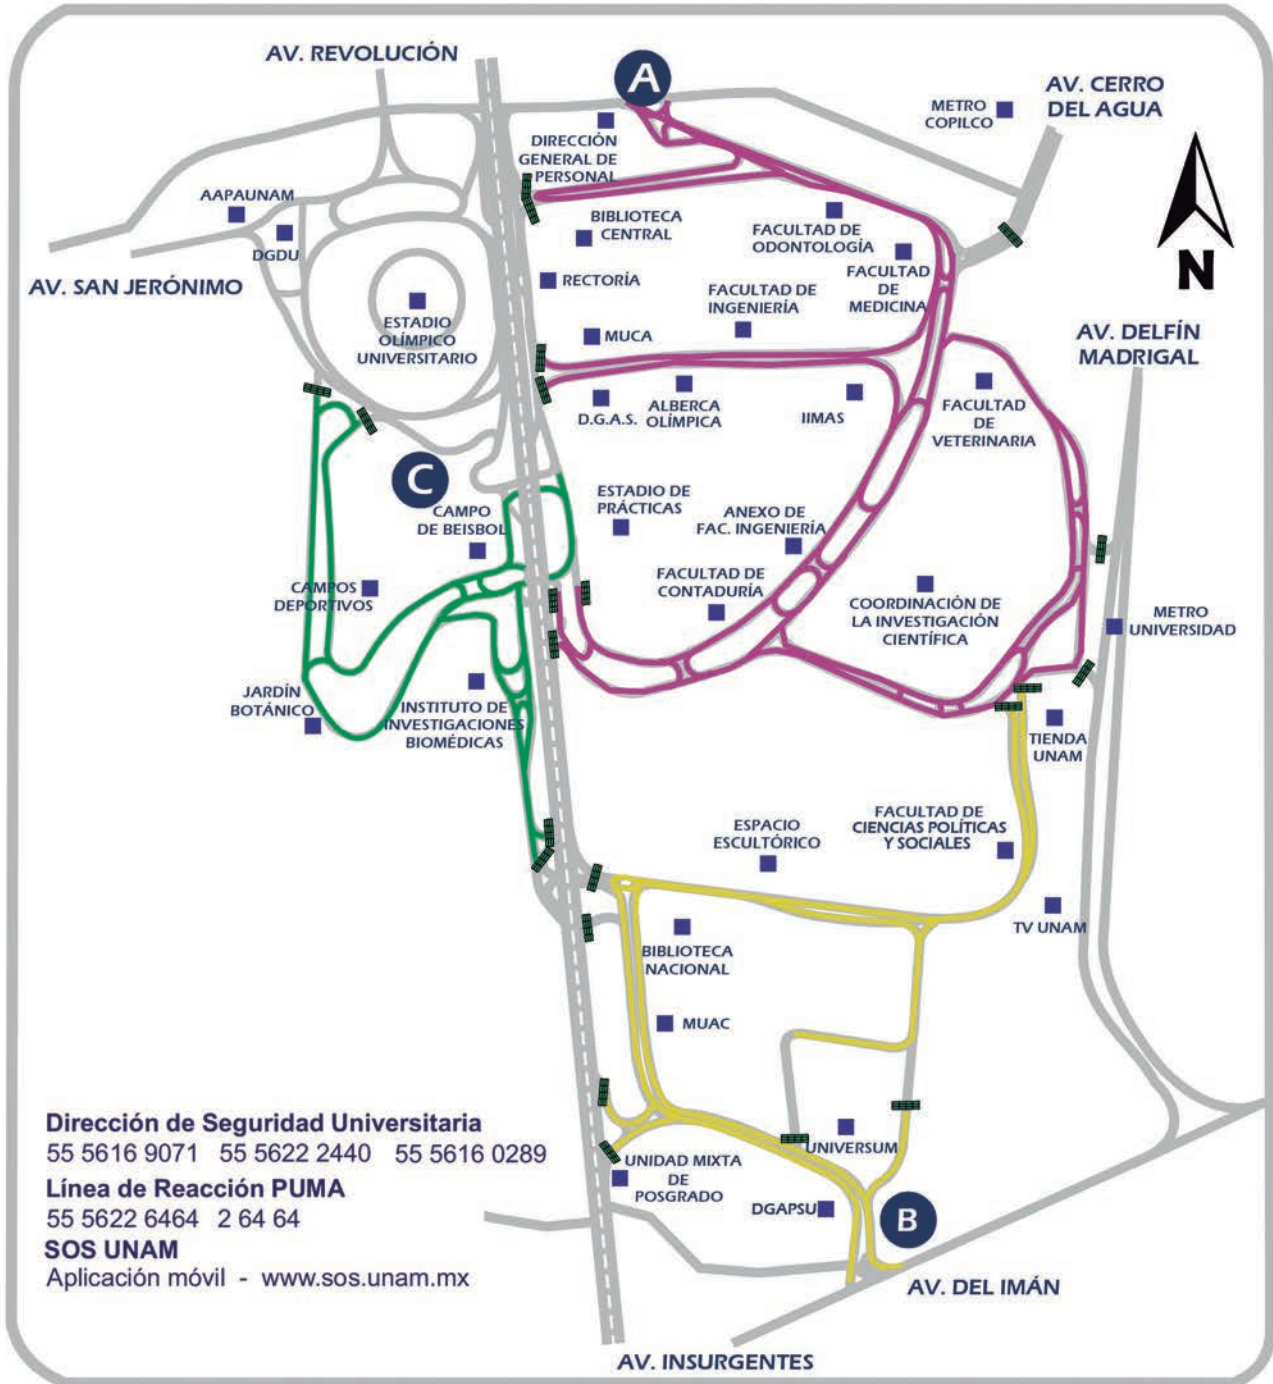 AV. REVOLUCIÓN
A
AV. CERRO
DEL AGUA
METRO
COPILCO
DIRECCIÓN
GENERAL DE
PERSONAL
AAPAUNAM
DGDU
AV. SAN JERÓNIMO
BIBLIOTECA
CENTRAL
FACULTAD DE
ODONTOLOGÍA
FACULTAD
DE
MEDICINA
N
RECTORÍA
FACULTAD DE
INGENIERÍA
ESTADIO
OLÍMPICO
UNIVERSITARIO
MUCA
AV. DELFÍN
MADRIGAL
D.G.A.S.
ALBERCA
OLÍMPICA
IIMAS
FACULTAD
DE
VETERINARIA
C
CAMPO
DE BEISBOL
ESTADIO DE
PRÁCTICAS
ANEXO DE
FAC. INGENIERÍA
CAMPOS
DEPORTIVOS
FACULTAD DE
CONTADURÍA
COORDINACIÓN DE
LA INVESTIGACIÓN
CIENTÍFICA
METRO
UNIVERSIDAD
JARDÍN
BOTÁNICO
INSTITUTO DE
INVESTIGACIONES
BIOMÉDICAS
TIENDA
UNAM
ESPACIO
ESCULTÓRICO
FACULTAD DE
CIENCIAS POLÍTICAS
Y SOCIALES
TV UNAM
BIBLIOTECA
NACIONAL
MUAC
Dirección de Seguridad Universitaria
55 5616 9071 55 5622 2440 55 5616 0289
Línea de Reacción PUMA
55 5622 6464 2 64 64
SOS UNAM
Aplicación móvil - www.sos.unam.mx
UNIVERSUM
UNIDAD MIXTA
DE
POSGRADO
DGAPSU
B
AV. DEL IMÁN
AV. INSURGENTES